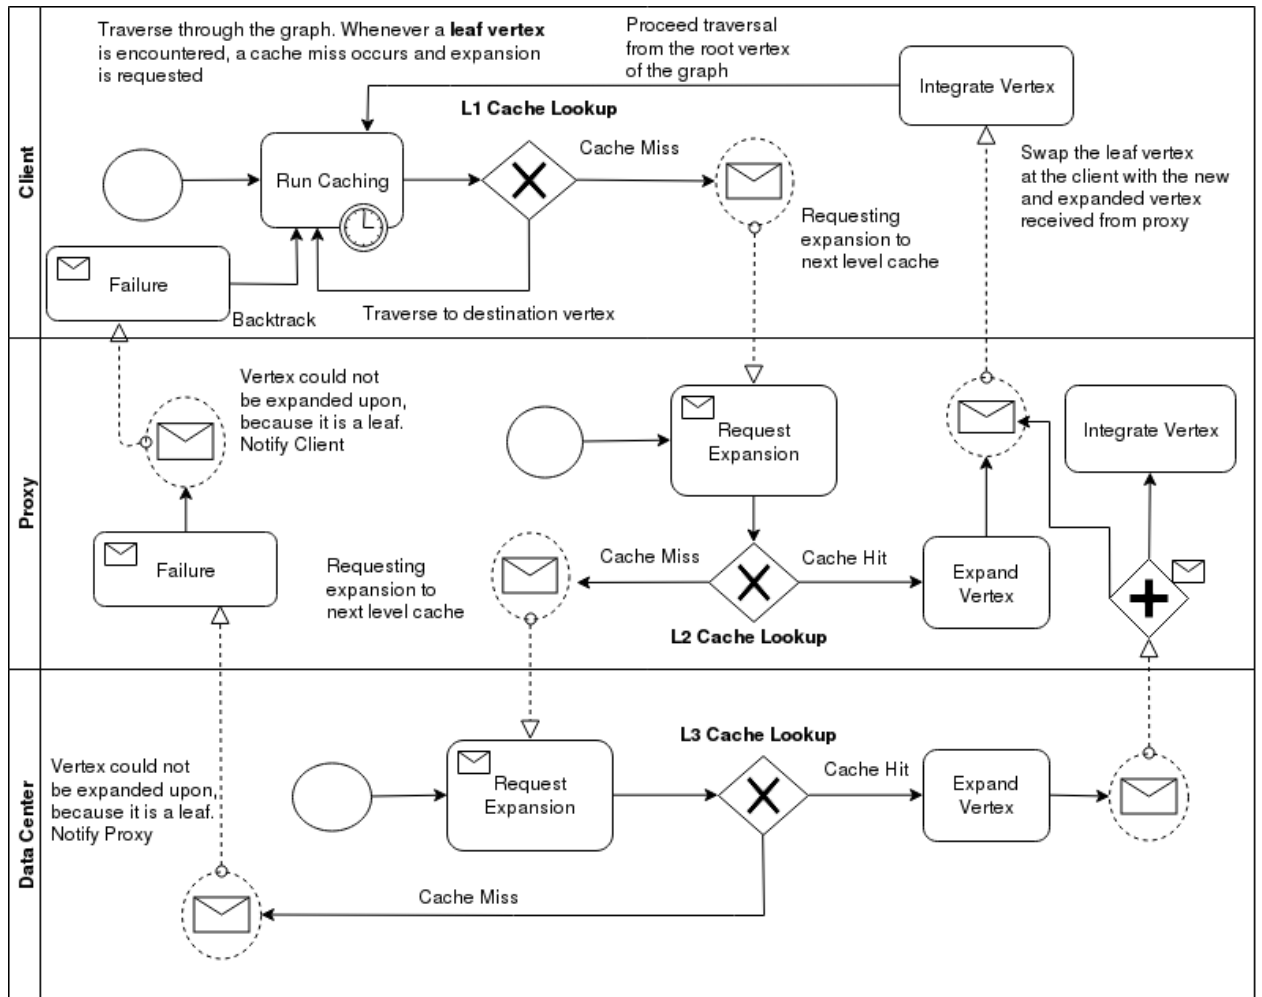 Client
Traverse through the graph. Whenever a leaf vertex
is encountered, a cache miss occurs and expansion
is requested
Proceed traversal
from the root vertex
of the graph
Integrate Vertex
L1 Cache Lookup
Cache Miss
Run Caching
Swap the leaf vertex
at the client with the new
and expanded vertex
received from proxy
Requesting
expansion to
next level cache
Failure
Backtrack
Traverse to destination vertex
Proxy
Vertex could not
be expanded upon,
because it is a leaf.
Notify Client
Request
Expansion
Integrate Vertex
Failure
Requesting
expansion to
next level cache
Cache Miss
Cache Hit
Expand
Vertex
L2 Cache Lookup
Data Center
Vertex could not
be expanded upon,
because it is a leaf.
Notify Proxy
Request
Expansion
L3 Cache Lookup
Cache Hit
Expand
Vertex
Cache Miss